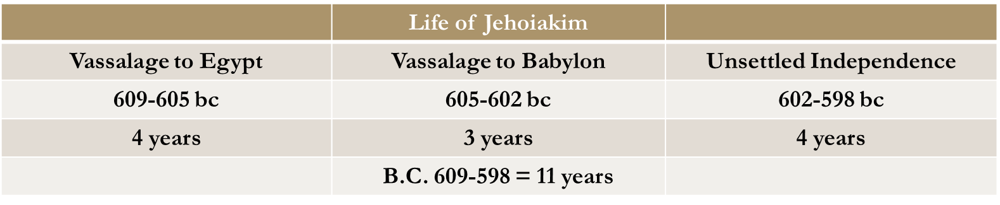 Life of Jehoiakim
Vassalage to Egypt Vassalage to Babylon Unsettled Independence
609-605 bc 605-602 bc 602-598 bc
4 years 3 years 4 years
B.C. 609-598 = 11 years